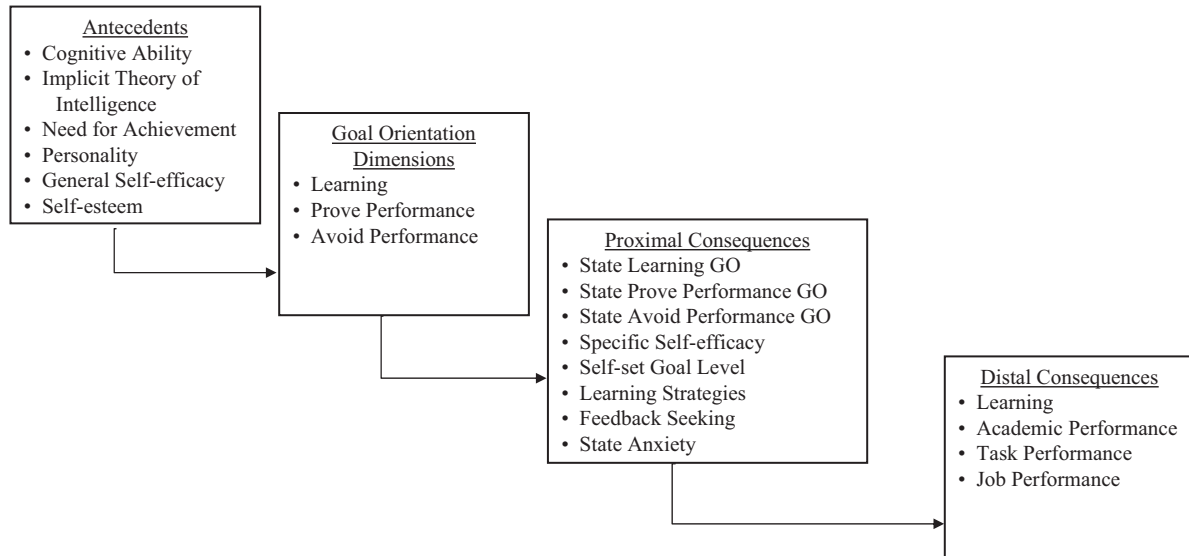 Antecedents
• Cognitive Ability
• Implicit Theory of
Intelligence
• Need for Achievement
• Personality
• General Self-efficacy
• Self-esteem
Goal Orientation
Dimensions
• Learning
• Prove Performance
• Avoid Performance
Proximal Consequences
• State Learning GO
• State Prove Performance GO
• State Avoid Performance GO
• Specific Self-efficacy
• Self-set Goal Level
• Learning Strategies
• Feedback Seeking
• State Anxiety
Distal Consequences
• Learning
• Academic Performance
• Task Performance
• Job Performance